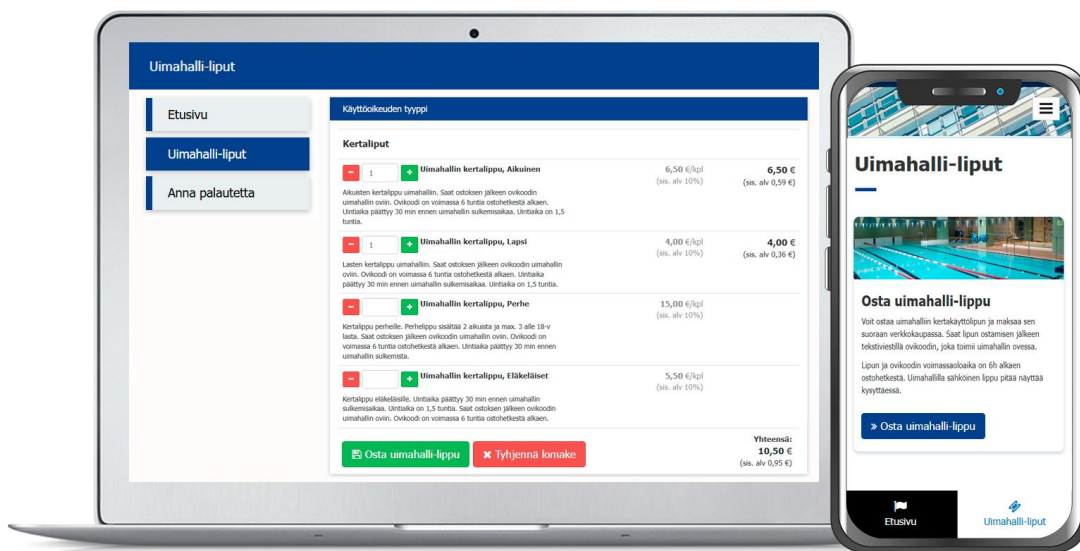 Uimahalli-liput
Etusivu
Uimahalli-liput
Anna palautetta
Käyttöoikeuden tyyppi
Kertaliput
1
Uimahallin kertalippu, Aikuinen
6,50 €/kpl
(sis. alv 10%)
6,50 €
(sis. alv 0,59 €)
Aikuisten kertalippu uimahalliin. Saat ostoksen jälkeen ovikoodin
uimahallin oviin. Ovikoodi on voimassa 6 tuntia ostohetkestä alkaen.
Uintiaika päättyy 30 min ennen uimahallin sulkemisaikaa. Uintiaika on 1,5
tuntia.
1
Uimahallin kertalippu, Lapsi
4,00 €/kpl
(sis. alv 10%)
4,00 €
(sis. alv 0,36 €)
Lasten kertalippu uimahalliin. Saat ostoksen jälkeen ovikoodin uimahallin
oviin. Ovikoodi on voimassa 6 tuntia ostohetkestä alkaen. Uintiaika
päättyy 30 min ennen uimahallin sulkemisaikaa. Uintiaika on 1,5 tuntia.
Uimahallin kertalippu, Perhe
15,00 €/kpl
(sis. alv 10%)
Kertalippu perheille. Perhelippu sisältää 2 aikuista ja max. 3 alle 18-v
lasta. Saat ostoksen jälkeen ovikoodin uimahallin oviin. Ovikoodi on
voimassa 6 tuntia ostohetkestä alkaen. Uintiaika päättyy 30 min ennen
uimahallin sulkemista.
Uimahallin kertalippu, Eläkeläiset
5,50 €/kpl
(sis. alv 10%)
Kertalippu eläkeläisille. Uintiaika päättyy 30 min ennen uimahallin
sulkemisaikaa. Uintiaika on 1,5 tuntia. Saat ostoksen jälkeen ovikoodin
uimahallin oviin. Ovikoodi on voimassa 6 tuntia ostohetkestä alkaen.
Osta uimahalli-lippu
Tyhjennä lomake
Yhteensä:
10,50 €
(sis. alv 0,95 €)
Uimahalli-liput
Osta uimahalli-lippu
Voit ostaa uimahalliin kertakäyttölipun ja maksaa sen
suoraan verkkokaupassa. Saat lipun ostamisen jälkeen
tekstiviestillä ovikoodin, joka toimii uimahallin ovessa.
Lipun ja ovikoodin voimassaoloaika on 6h alkaen
ostohetkestä. Uimahallilla sähköinen lippu pitää näyttää
kysyttäessä.
» Osta uimahalli-lippu
Etusivu
Uimahalli-liput